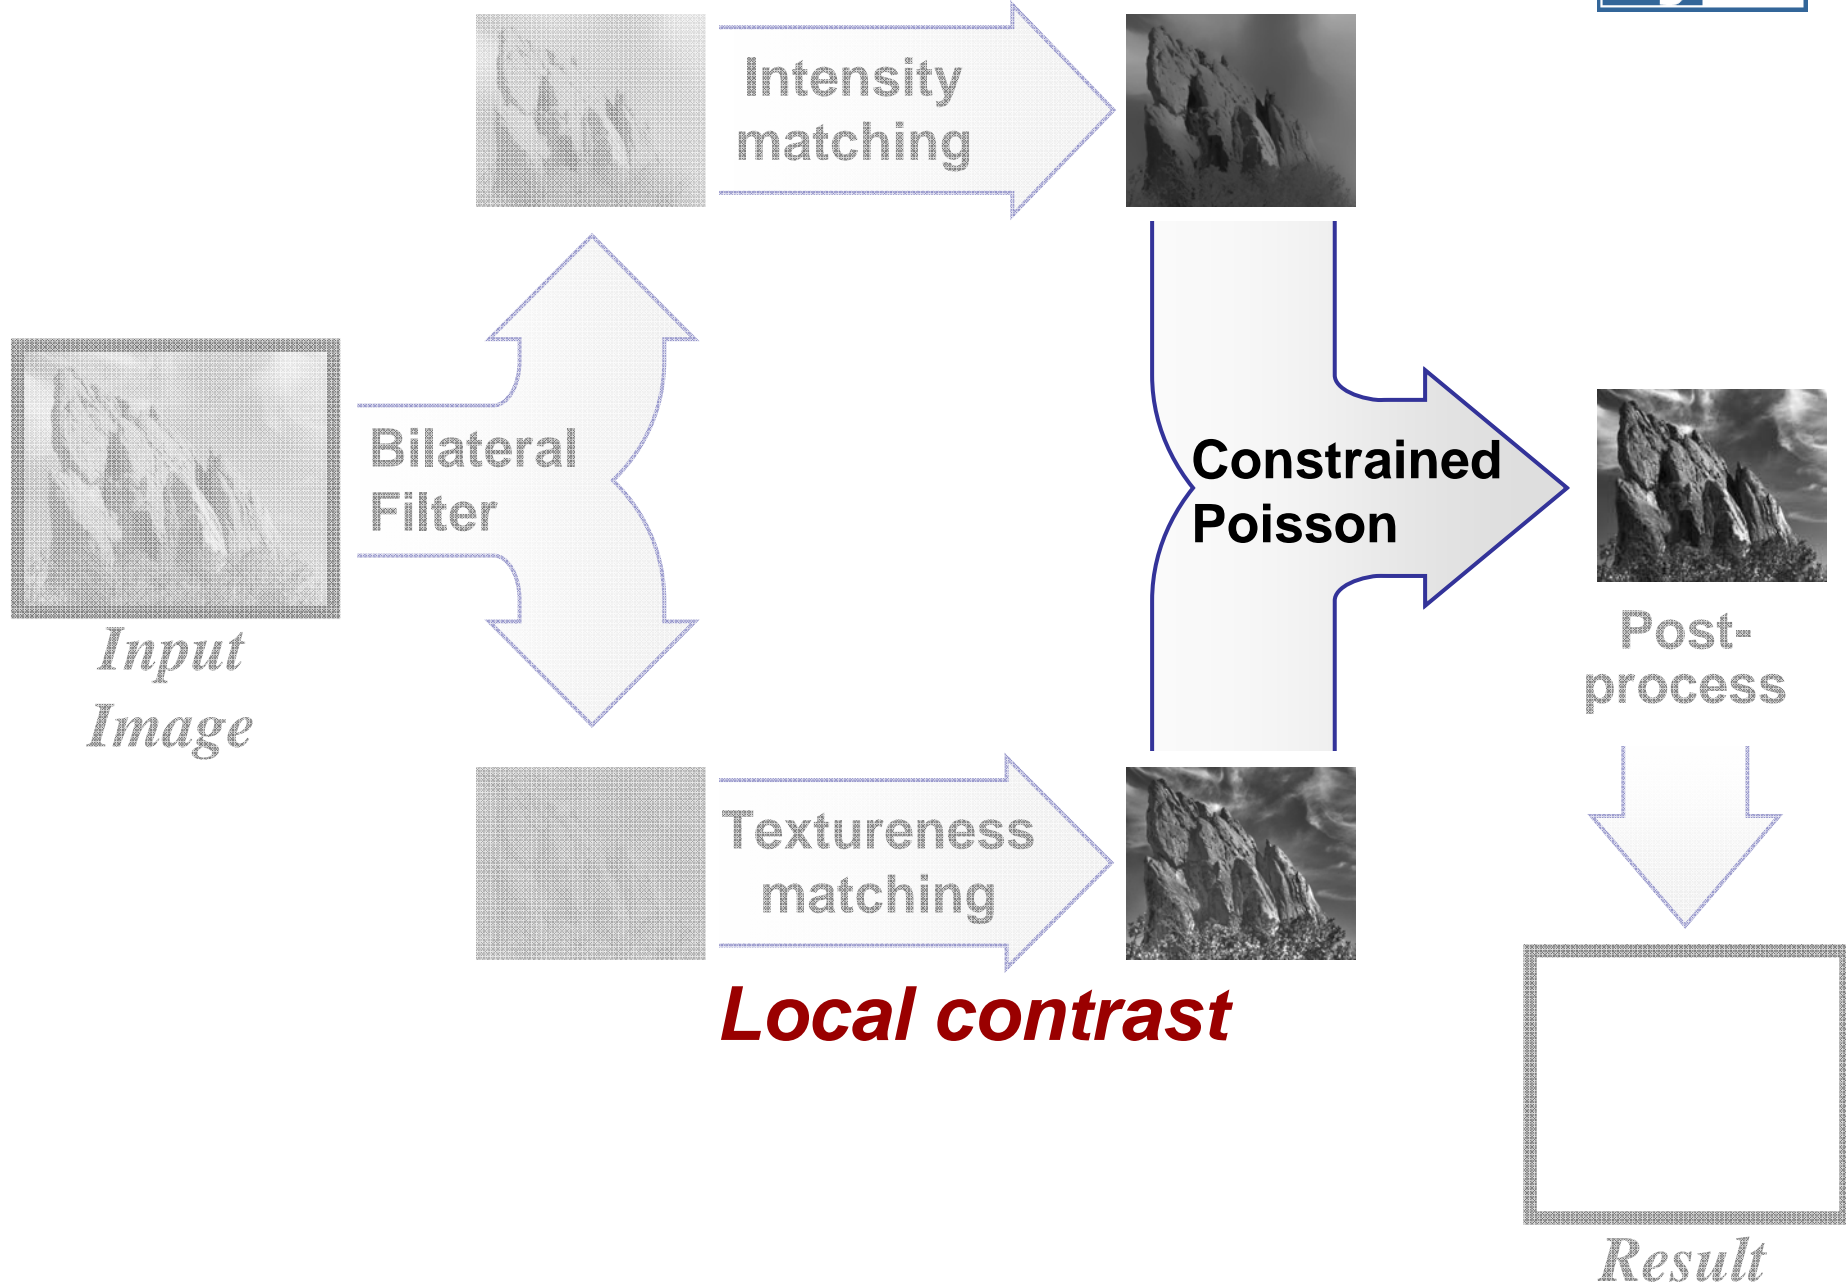 Intensity
matching
Bilateral
Filter
Constrained
Poisson
Input
Image
Post-
process
Textureness
matching
Local contrast
Result